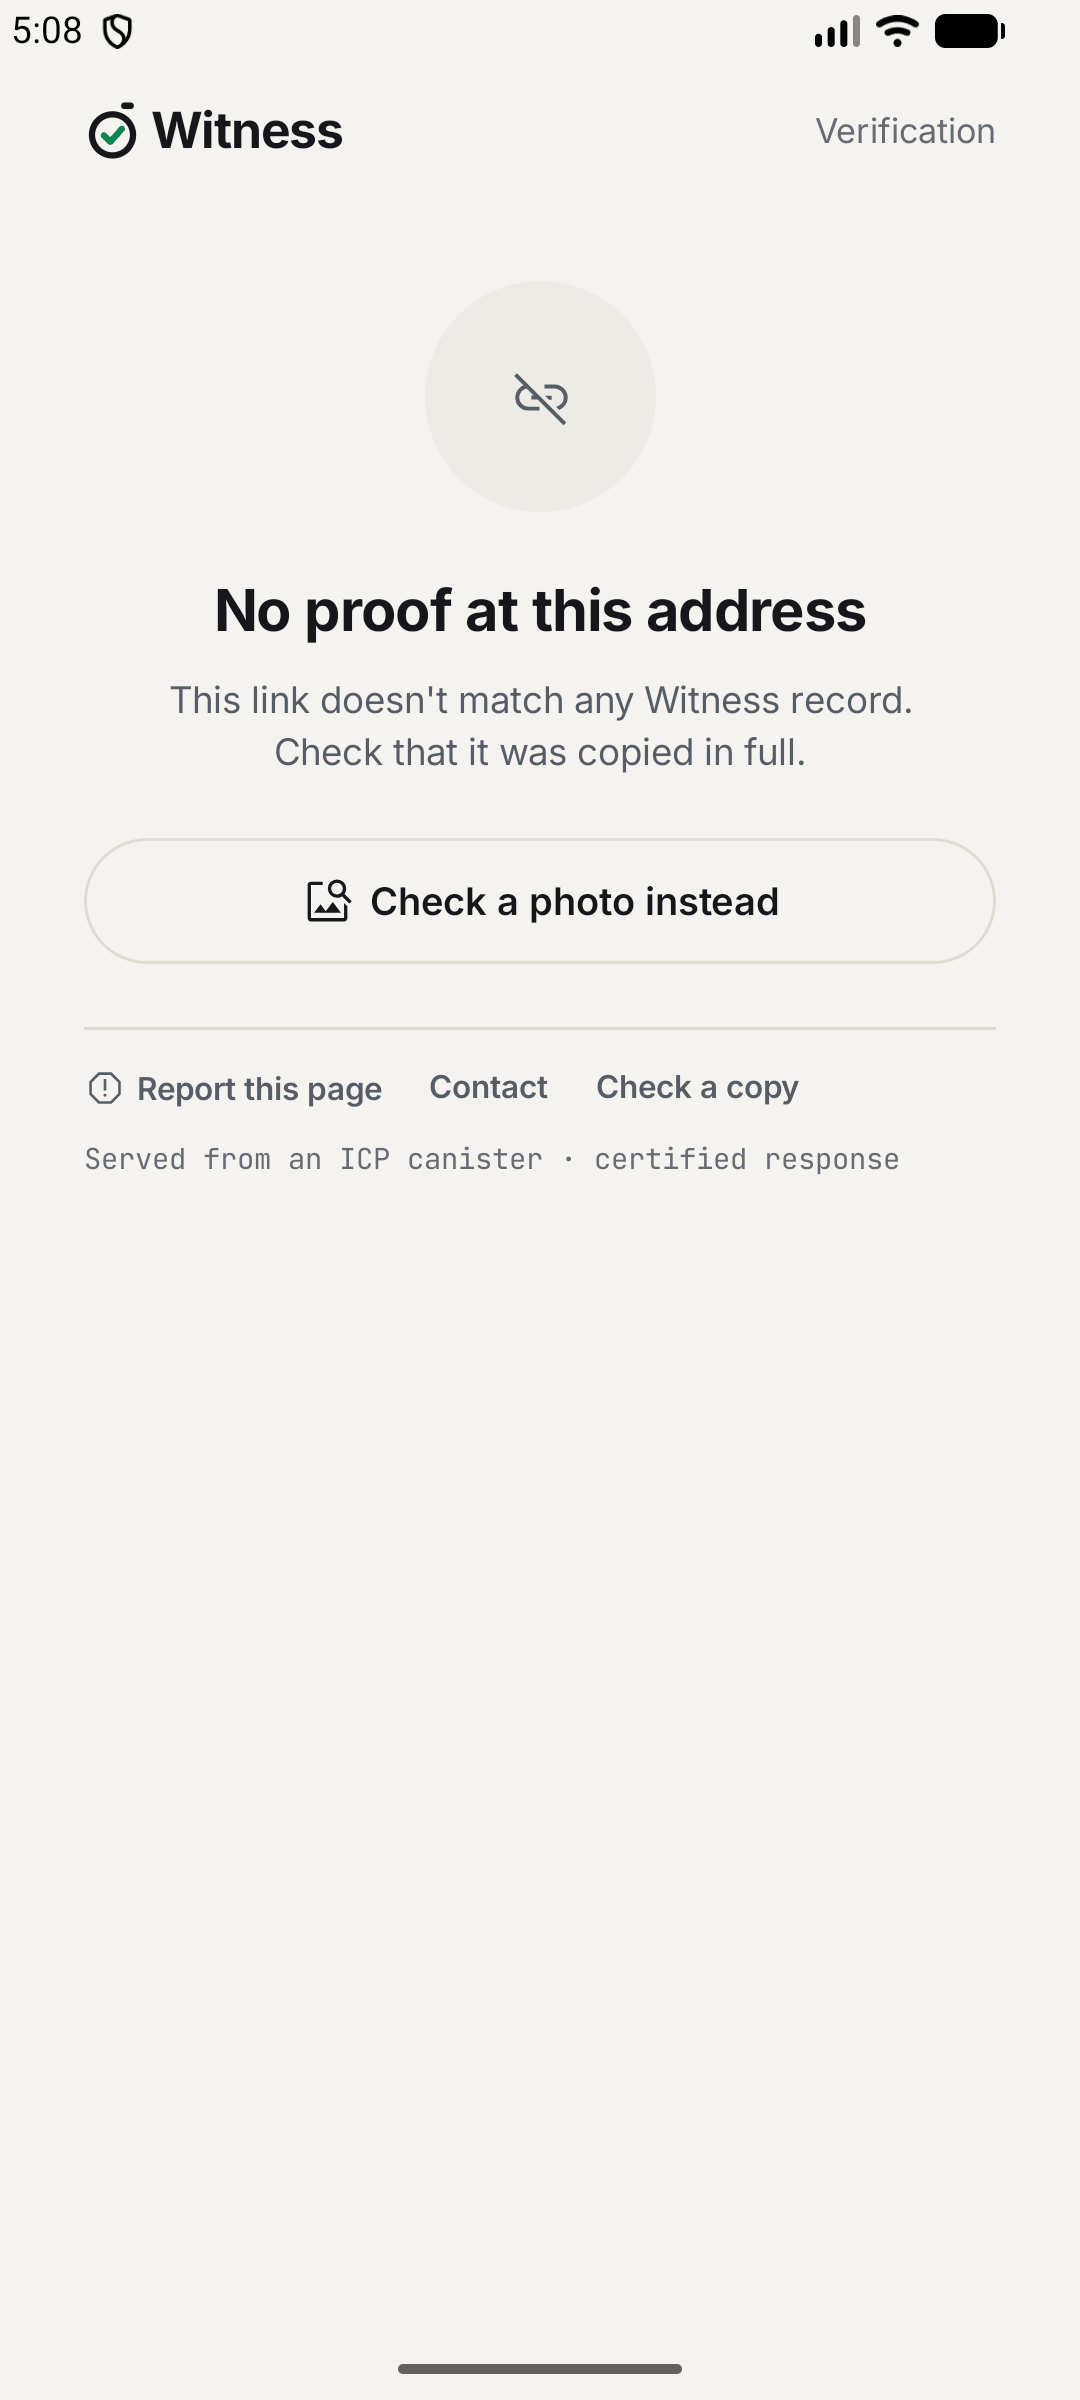 5:08
Witness
Verification
No proof at this address
This link doesn't match any Witness record.
Check that it was copied in full.
Check a photo instead
Report this page
Contact
Check a copy
Served from an ICP canister · certified response